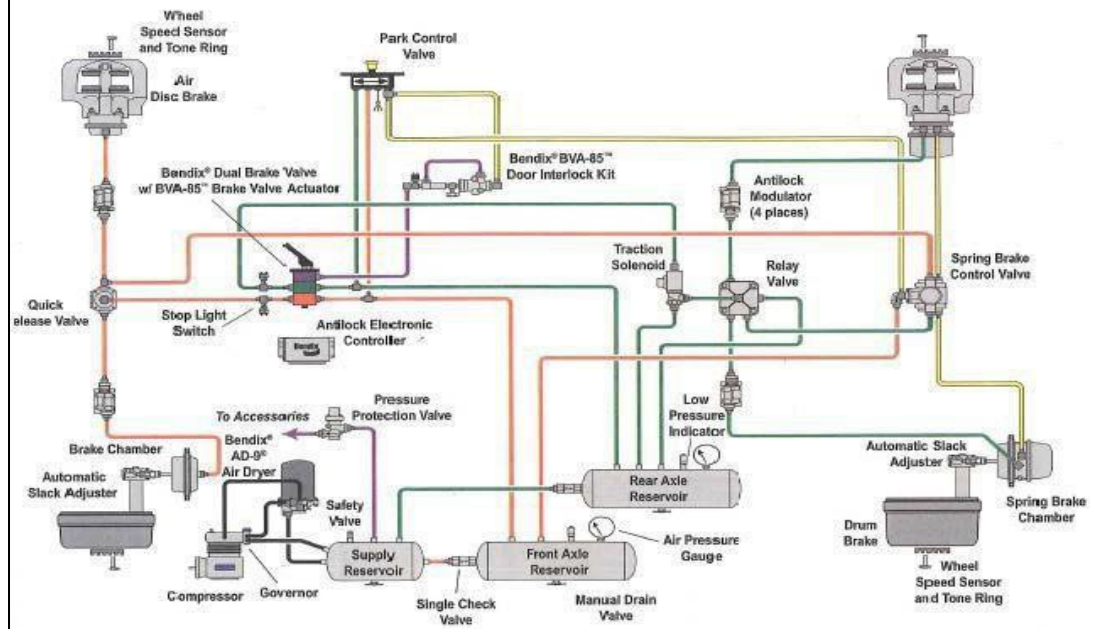 Wheel
Speed Sensor
and Tone Ring
Air
Disc Brake
Park Control
Valve
Bendix® Dual Brake Valve
w/ BVA-85™ Brake Valve Actuator
Bendix® BVA-85™
Door Interlock Kit
Antilock
Modulator
(4 places)
Traction
Solenoid
Relay
Valve
Spring Brake
Control Valve
Quick
elease Valve
Stop Light
Switch
Antilock Electronic
Controller
Bendix
To Accessaries
Pressure
Protection Valve
Low
Pressure
Indicator
Brake Chamber
Bendix®
AD-9®
Air Dryer
Automatic
Slack Adjuster
Safety
Valve
Rear Axle
Reservoir
Automatic Slack
Adjuster
Spring Brake
Chamber
Supply
Reservoir
Front Axle
Reservoir
Air Pressure
Gauge
Drum
Brake
Compressor
Governor
Single Check
Valve
Manual Drain
Valve
Wheel
Speed Sensor
and Tone Ring